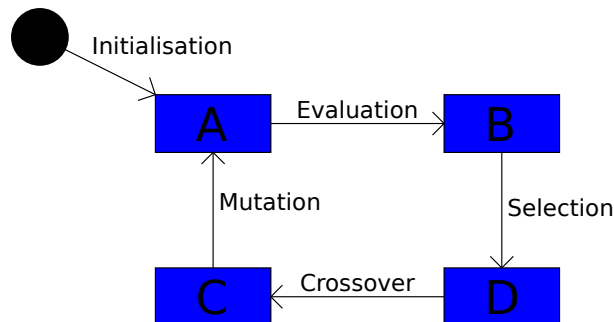 Initialisation
A
Evaluation
B
Mutation
Selection
C
Crossover
D